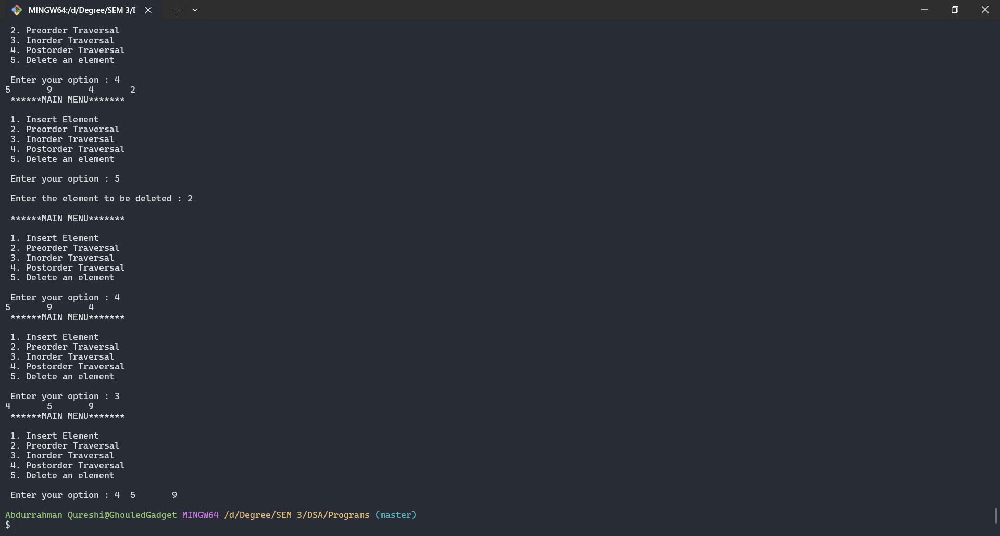 MINGW64:/d/Degree/SEM 3/D
2. Preorder Traversal
3. Inorder Traversal
4. Postorder Traversal
5. Delete an element
Enter your option : 4
5 9 4 2
******MAIN MENU*******
1. Insert Element
2. Preorder Traversal
3. Inorder Traversal
4. Postorder Traversal
5. Delete an element
Enter your option : 5
Enter the element to be deleted : 2
******MAIN MENU*******
1. Insert Element
2. Preorder Traversal
3. Inorder Traversal
4. Postorder Traversal
5. Delete an element
Enter your option : 4
5 9 4
******MAIN MENU*******
1. Insert Element
2. Preorder Traversal
3. Inorder Traversal
4. Postorder Traversal
5. Delete an element
Enter your option : 3
4 5 9
******MAIN MENU*******
1. Insert Element
2. Preorder Traversal
3. Inorder Traversal
4. Postorder Traversal
5. Delete an element
Enter your option : 4 5 9
Abdurrahman Qureshi@GhouledGadget MINGW64 /d/Degree/SEM 3/DSA/Programs (master)
$